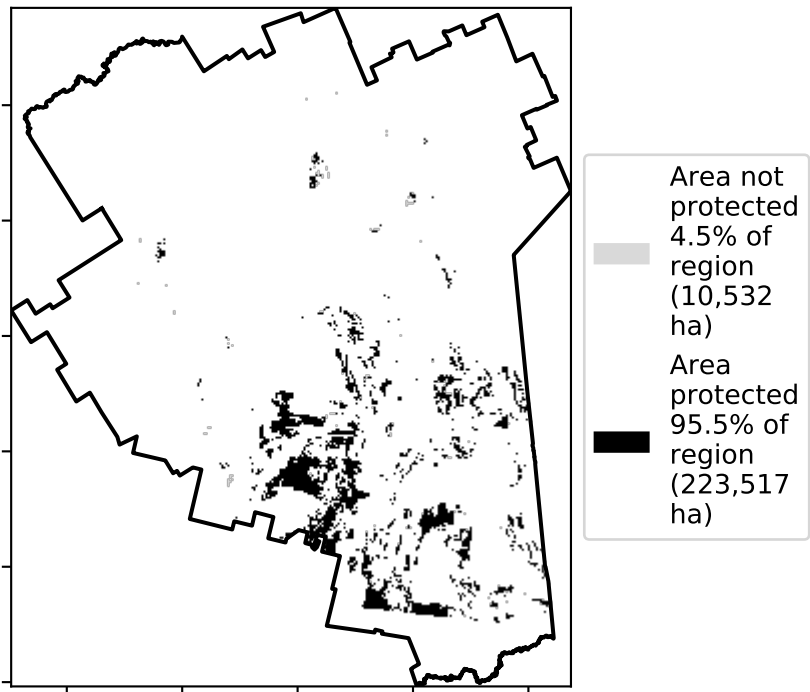 Area not
protected
4.5% of
region
(10,532
ha)
Area
protected
95.5% of
region
(223,517
ha)